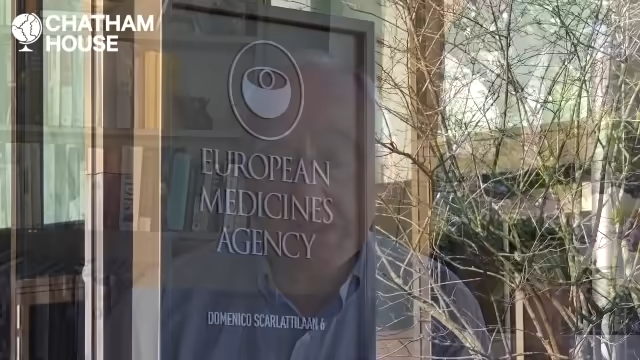 CHATHAM
HOUSE
EUROPEAN
MEDICINES
AGENCY
DOMENICO SCARLATTILAAN 6